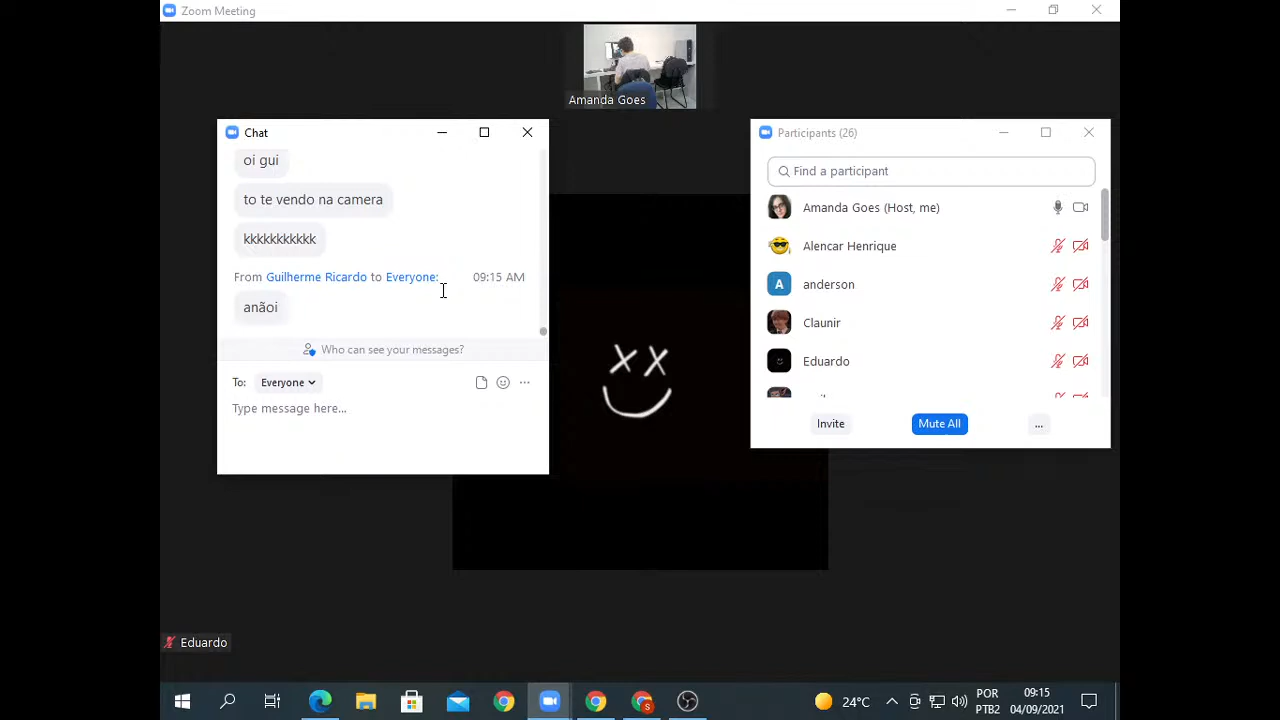 Zoom Meeting
Amanda Goes
Chat
oi gui
to te vendo na camera
kkkkkkkkkkk
From Guilherme Ricardo to Everyone: 09:15 AM
anãoi
Who can see your messages?
To: Everyone
Type message here...
Participants (26)
Find a participant
Amanda Goes (Host, me)
Alencar Henrique
A anderson
Claunir
Eduardo
Invite Mute All ...
Eduardo
24°C
POR
PTB2
09:15
04/09/2021